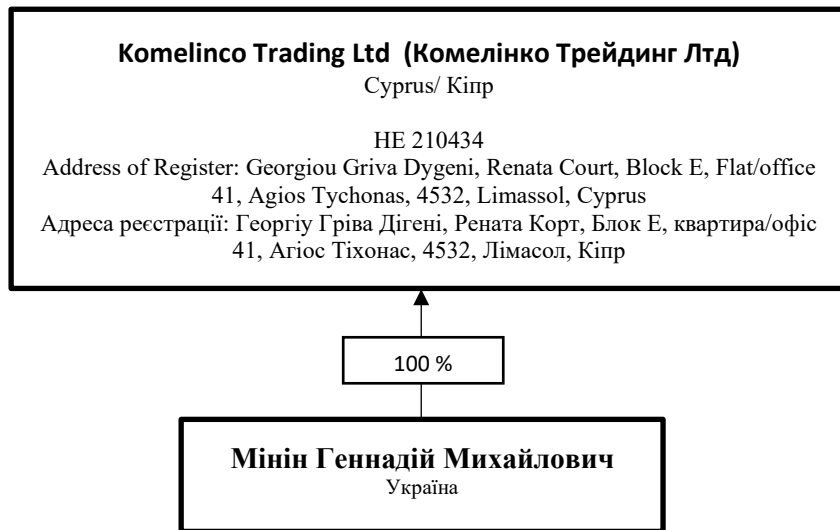 Komelinco Trading Ltd (Комелінко Трейдинг Лтд)
Cyprus/ Кіпр
HE 210434
Address of Register: Georgiou Griva Dygeni, Renata Court, Block E, Flat/office
41, Agios Tychonas, 4532, Limassol, Cyprus
Адреса реєстрації: Георгіу Гріва Дігені, Рената Корт, Блок Е, квартира/офіс
41, Агіос Тіхонас, 4532, Лімасол, Кіпр
100 %
Мінін Геннадій Михайлович
Україна